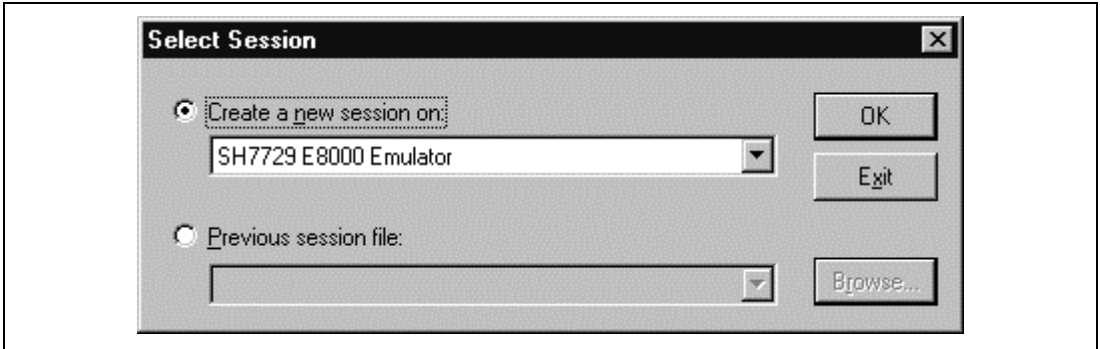 Select Session
Create a new session on:
OK
SH7729 E8000 Emulator
Exit
Previous session file:
Browse...